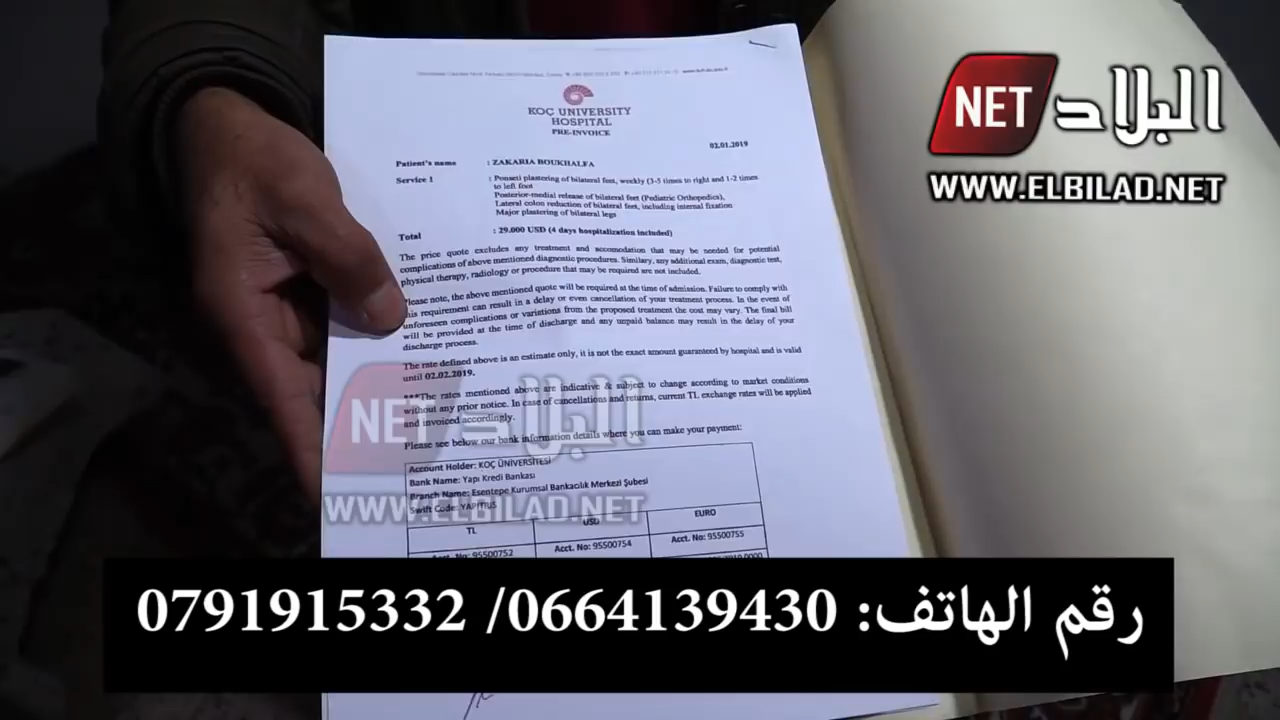 NET البلاد
WWW.ELBILAD.NET
KOÇ UNIVERSITY
HOSPITAL
PRE-INVOICE
02.01.2019
Patient's name : ZAKARIA BOUKHALFA
Service 1 : Ponseti plastering of bilateral feet, weekly (3-5 times to right and 1-2 times
to left foot
Posterior-medial release of bilateral feet (Pediatric Orthopedics),
Lateral colon reduction of bilateral feet, including internal fixation
Major plastering of bilateral legs
Total : 29.000 USD (4 days hospitalization included)
The price quote excludes any treatment and accomodation that may be needed for potential
complications of above mentioned diagnostic procedures. Similary, any additional exam, diagnostic test,
physical therapy, radiology or procedure that may be required are not included.
Please note, the above mentioned quote will be required at the time of admission. Failure to comply with
this requirement can result in a delay or even cancellation of your treatment process. In the event of
unforeseen complications or variations from the proposed treatment the cost may vary. The final bill
will be provided at the time of discharge and any unpaid balance may result in the delay of your
discharge process.
The rate defined above is an estimate only, it is not the exact amount guaranteed by hospital and is valid
until 02.02.2019.
***The rates mentioned above are indicative & subject to change according to market conditions
without any prior notice. In case of cancellations and returns, current TL exchange rates will be applied
and invoiced accordingly.
Please see below our bank information details where you can make your payment:
Account Holder: KOÇ ÜNİVERSİTESİ
Bank Name: Yapı Kredi Bankası
Branch Name: Esentepe Kurumsal Bankacılık Merkezi Şubesi
Swift Code: YAPITRIS
TL USD EURO
Acct. No: 95500752 Acct. No: 95500754 Acct. No: 95500755
NET البلاد
WWW.ELBILAD.NET
رقم الهاتف: 0664139430 /0791915332